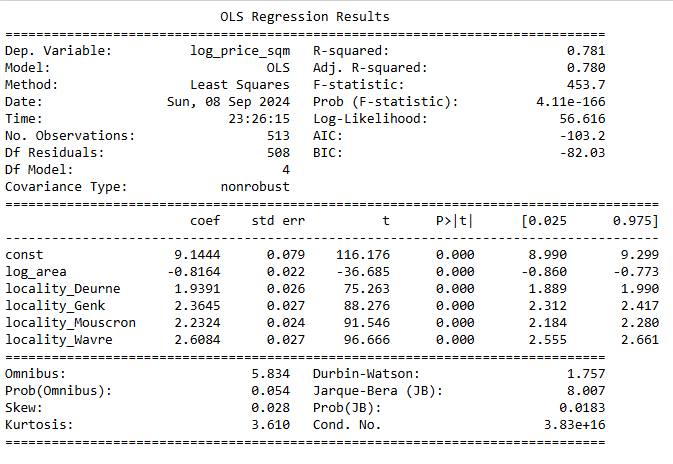 OLS Regression Results
==============================================================================
Dep. Variable: log_price_sqm R-squared: 0.781
Model: OLS Adj. R-squared: 0.780
Method: Least Squares F-statistic: 453.7
Date: Sun, 08 Sep 2024 Prob (F-statistic): 4.11e-166
Time: 23:26:15 Log-Likelihood: 56.616
No. Observations: 513 AIC: -103.2
Df Residuals: 508 BIC: -82.03
Df Model: 4
Covariance Type: nonrobust
=====================================================================================
coef std err t P>|t| [0.025 0.975]
-------------------------------------------------------------------------------------
const 9.1444 0.079 116.176 0.000 8.990 9.299
log_area -0.8164 0.022 -36.685 0.000 -0.860 -0.773
locality_Deurne 1.9391 0.026 75.263 0.000 1.889 1.990
locality_Genk 2.3645 0.027 88.276 0.000 2.312 2.417
locality_Mouscron 2.2324 0.024 91.546 0.000 2.184 2.280
locality_Wavre 2.6084 0.027 96.666 0.000 2.555 2.661
==============================================================================
Omnibus: 5.834 Durbin-Watson: 1.757
Prob(Omnibus): 0.054 Jarque-Bera (JB): 8.007
Skew: 0.028 Prob(JB): 0.0183
Kurtosis: 3.610 Cond. No. 3.83e+16
==============================================================================